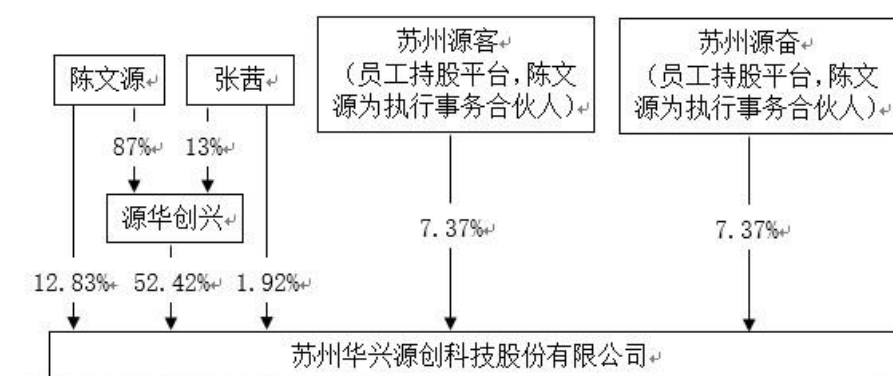 陈文源
张茜
苏州源客
（员工持股平台,陈文
源为执行事务合伙人）
苏州源奋
（员工持股平台,陈文
源为执行事务合伙人）
87% 13%
源华创兴
7.37%
7.37%
12.83% 52.42% 1.92%
苏州华兴源创科技股份有限公司